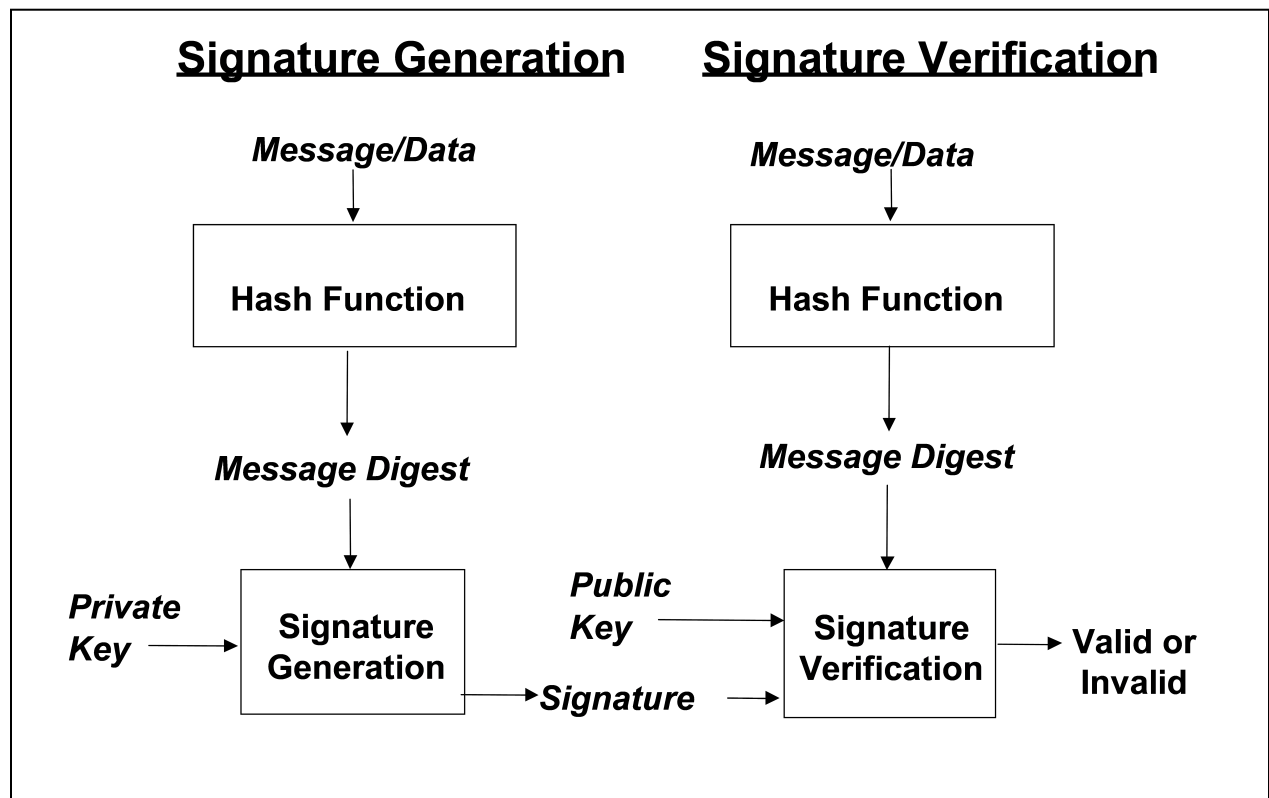 Signature Generation
Message/Data
Hash Function
Message Digest
Private
Key
Signature
Generation
Signature Verification
Message/Data
Hash Function
Message Digest
Public
Key
Signature
Signature
Verification
Valid or
Invalid